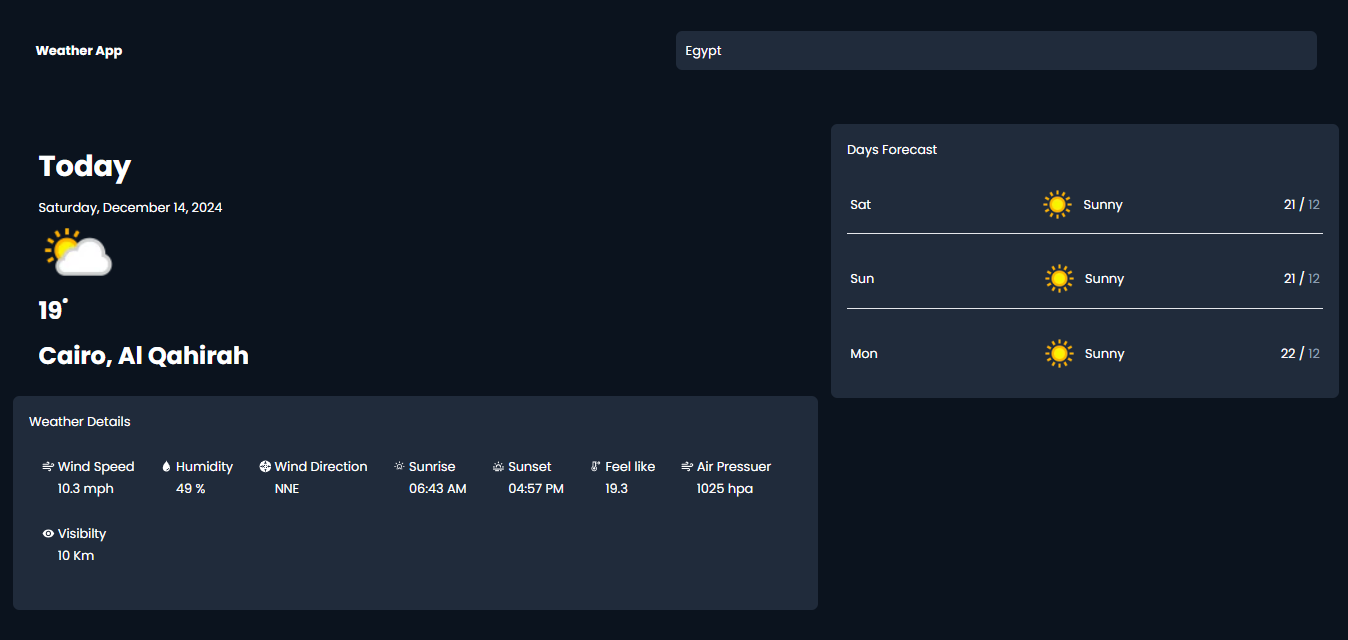 Weather App
Egypt
Today
Saturday, December 14, 2024
19°
Cairo, Al Qahirah
Days Forecast
Sat Sunny 21 / 12
Sun Sunny 21 / 12
Mon Sunny 22 / 12
Weather Details
Wind Speed Humidity Wind Direction Sunrise Sunset Feel like Air Pressuer
10.3 mph 49 % NNE 06:43 AM 04:57 PM 19.3 1025 hpa
Visibilty
10 Km